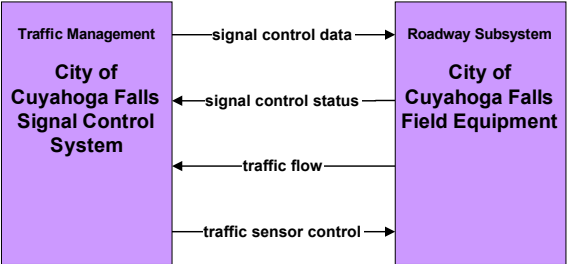 Traffic Management
City of
Cuyahoga Falls
Signal Control
System
signal control data
signal control status
traffic flow
traffic sensor control
Roadway Subsystem
City of
Cuyahoga Falls
Field Equipment